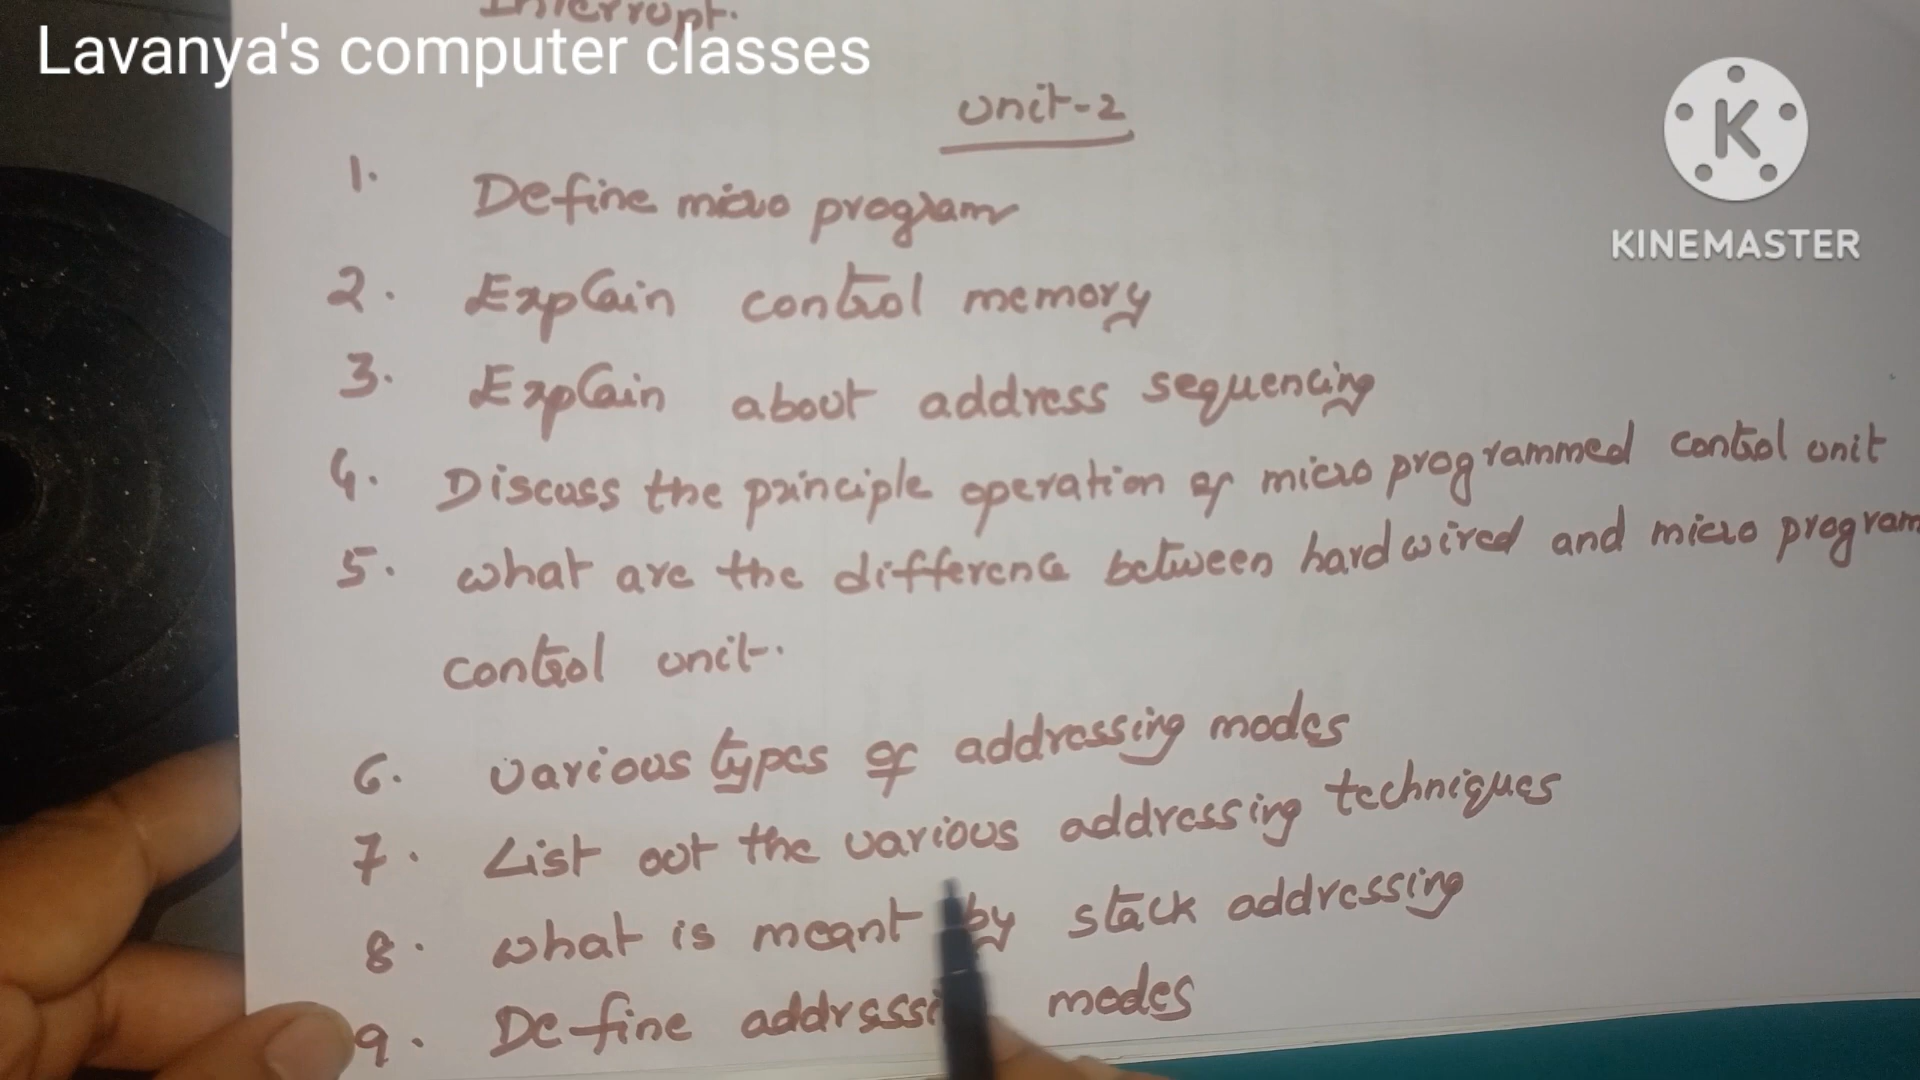 Interrupt.
Lavanya's computer classes
unit-2
K
KINEMASTER
1. Define micro program
2. Explain control memory
3. Explain about address sequencing
4. Discuss the principle operation of micro programmed control unit
5. what are the difference between hardwired and micro program
control unit.
6. various types of addressing modes
7. List out the various addressing techniques
8. what is meant by stack addressing
9. Define modes